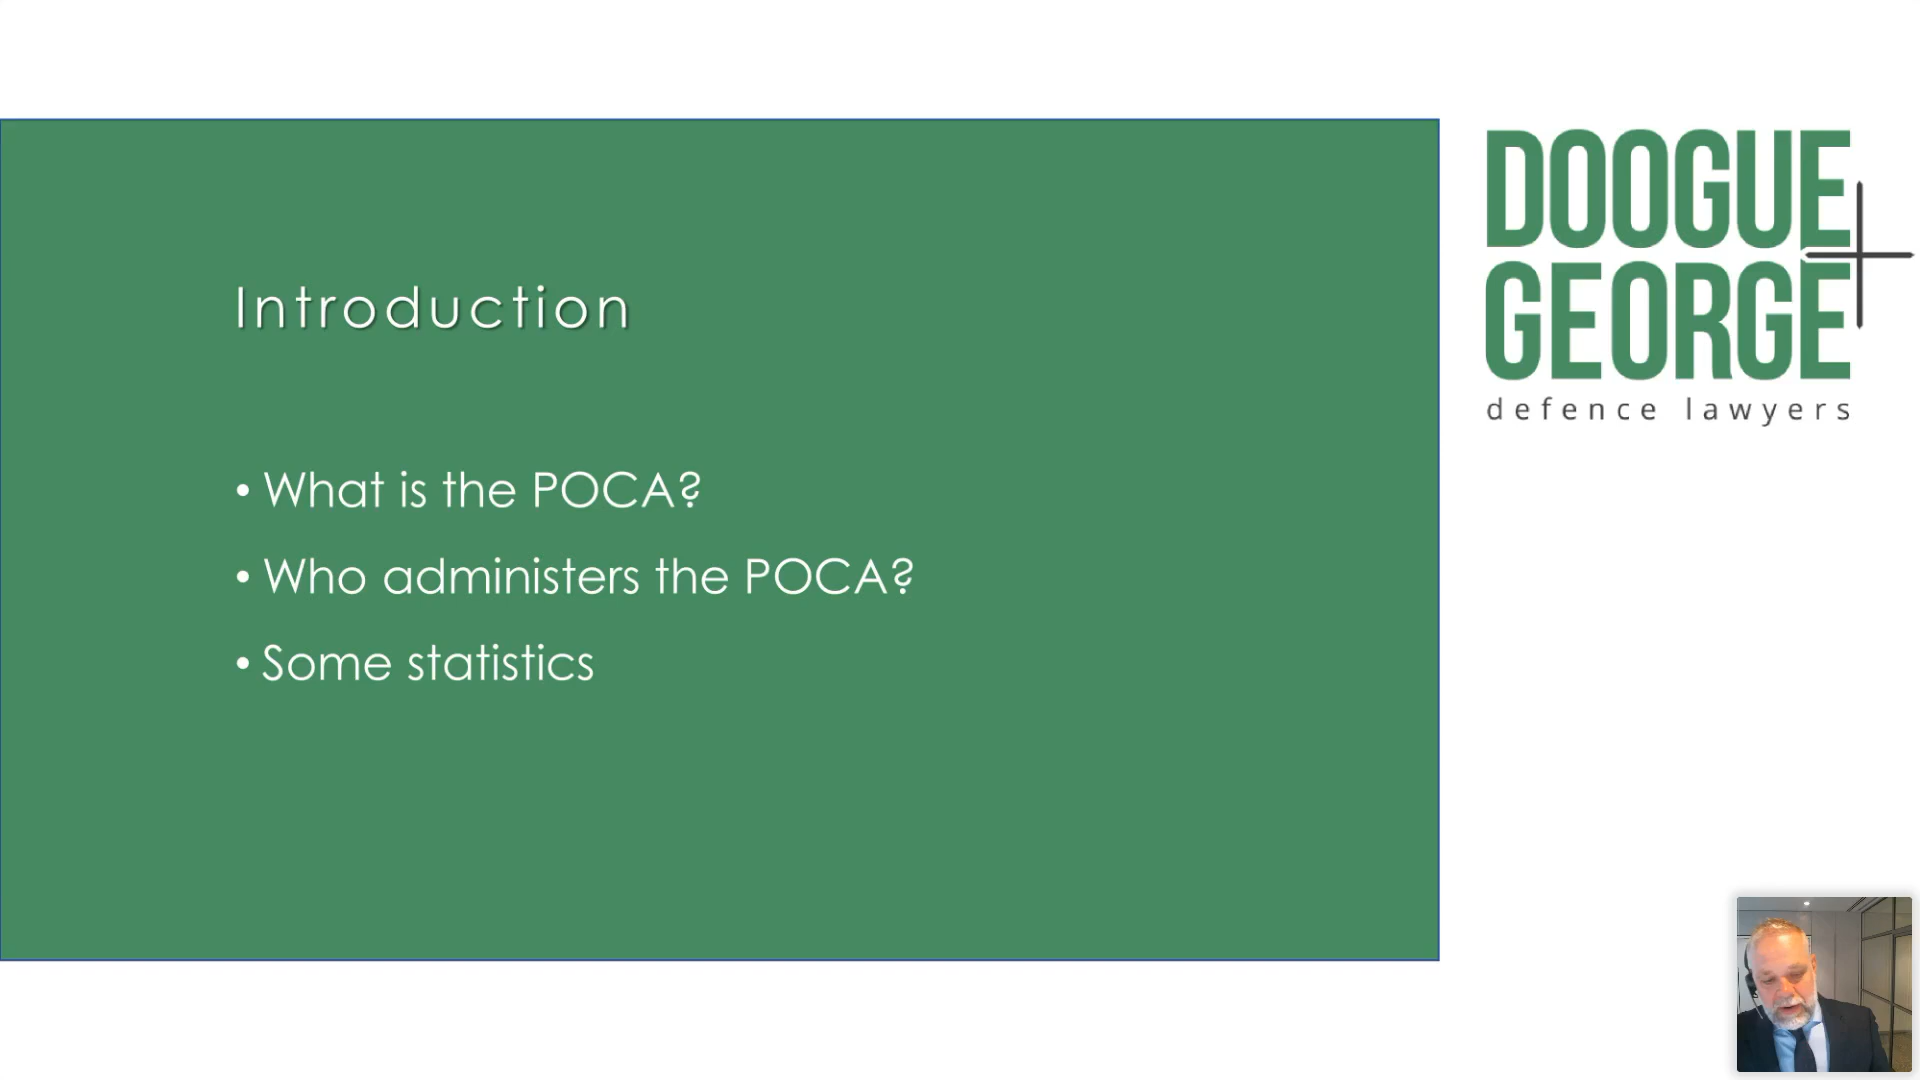 Introduction
• What is the POCA?
• Who administers the POCA?
• Some statistics
DOOGUE
GEORGE
defence lawyers